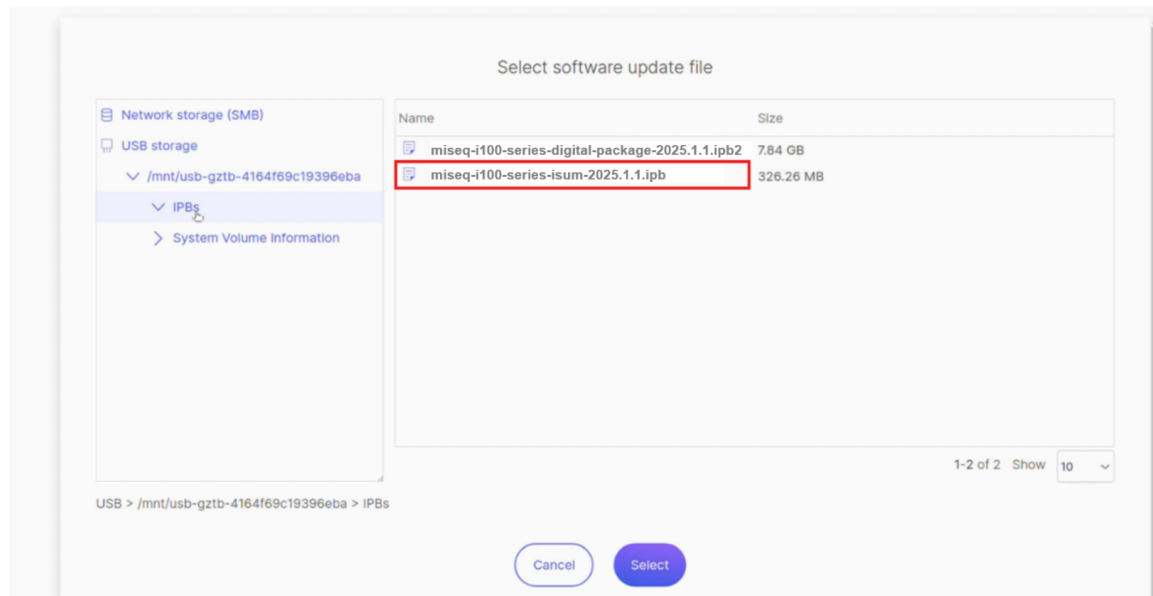 Select software update file
Network storage (SMB)
USB storage
/mnt/usb-gztb-4164f69c19396eba
IPBs
System Volume Information
Name Size
miseq-i100-series-digital-package-2025.1.1.ipb2 7.84 GB
miseq-i100-series-isum-2025.1.1.ipb 326.26 MB
1-2 of 2 Show 10
USB > /mnt/usb-gztb-4164f69c19396eba > IPBs
Cancel Select